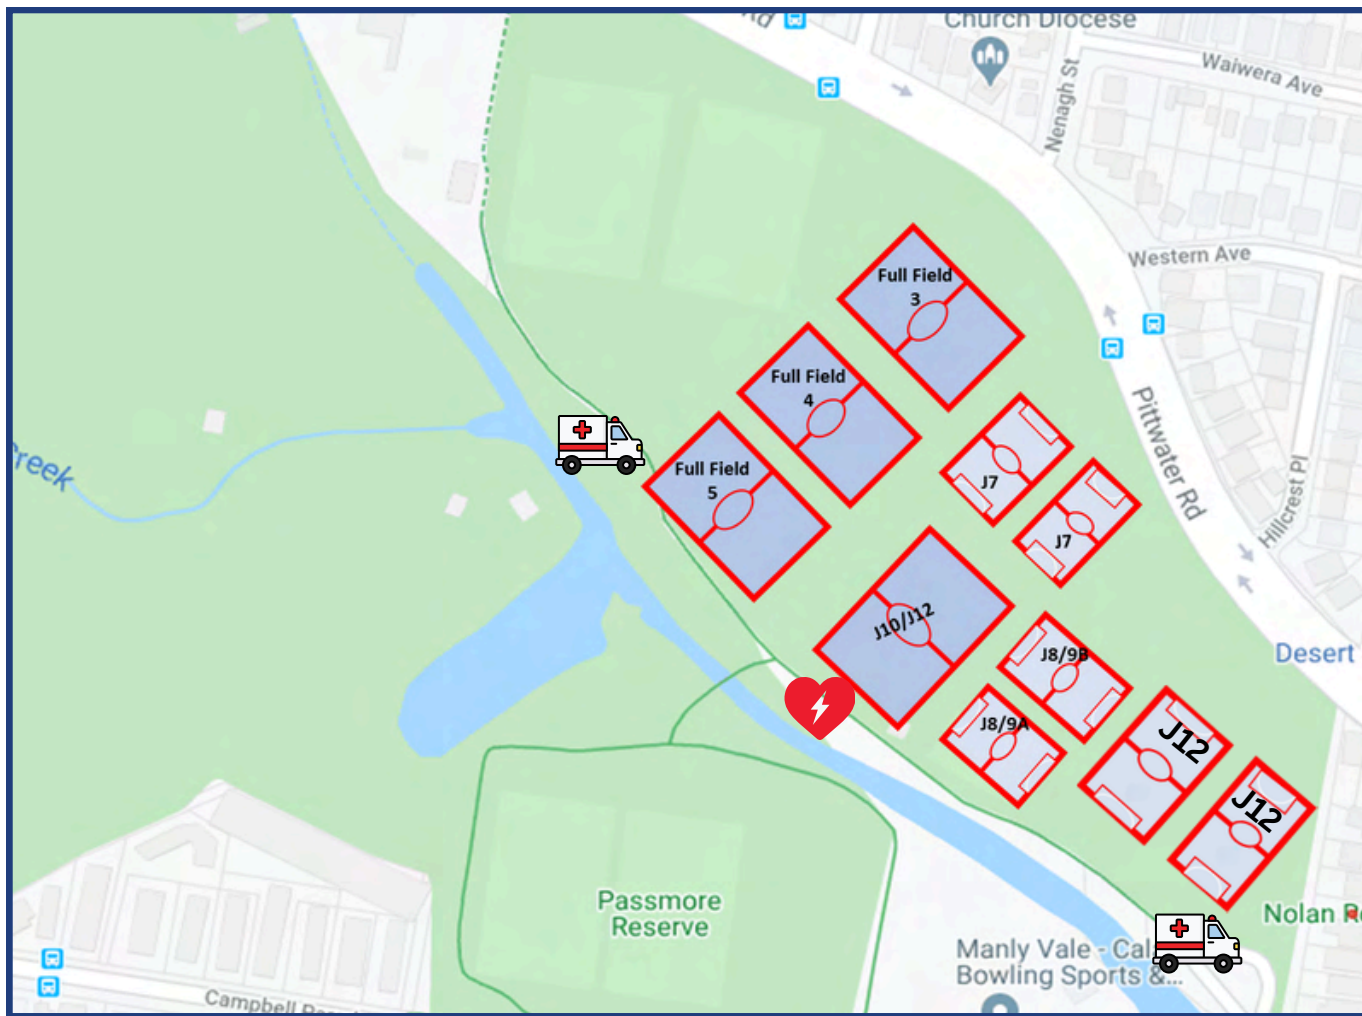 Rd
Church Diocese
Waiwera Ave
Nenagh St
Western Ave
Full Field
3
Full Field
4
Full Field
5
Pittwater Rd
Hillcrest Pl
J7
J7
Creek
J10/J12
J8/9B
J8/9A
Desert
J12
J12
Passmore
Reserve
Nolan
Manly Vale - Cal
Bowling Sports &...
Campbell